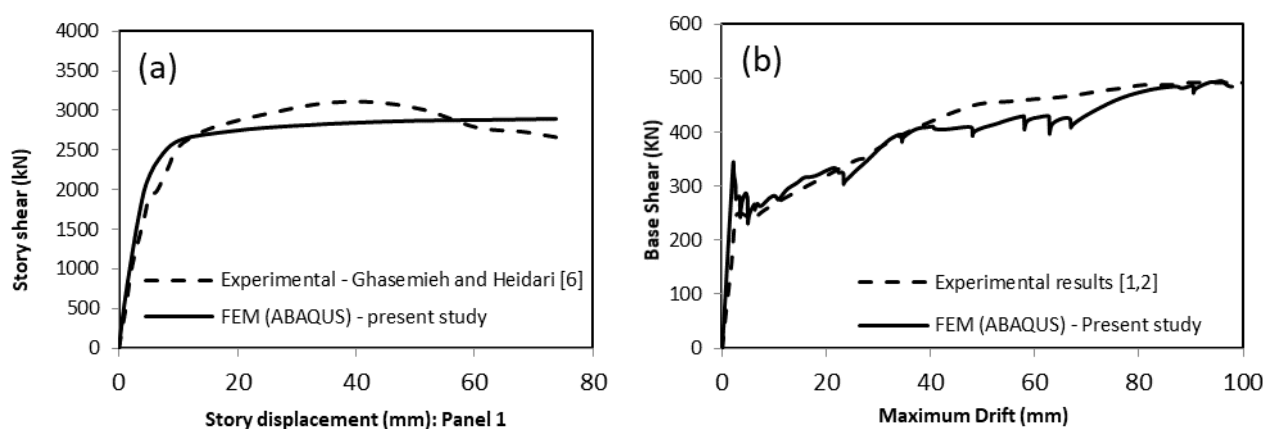 (a)
4000
3500
3000
2500
2000
1500
1000
500
0
Story shear (kN)
Experimental - Ghasemieh and Heidari [6]
FEM (ABAQUS) - present study
0 20 40 60 80
Story displacement (mm): Panel 1
(b)
600
500
400
300
200
100
0
Base Shear (KN)
Experimental results [1,2]
FEM (ABAQUS) - Present study
0 20 40 60 80 100
Maximum Drift (mm)